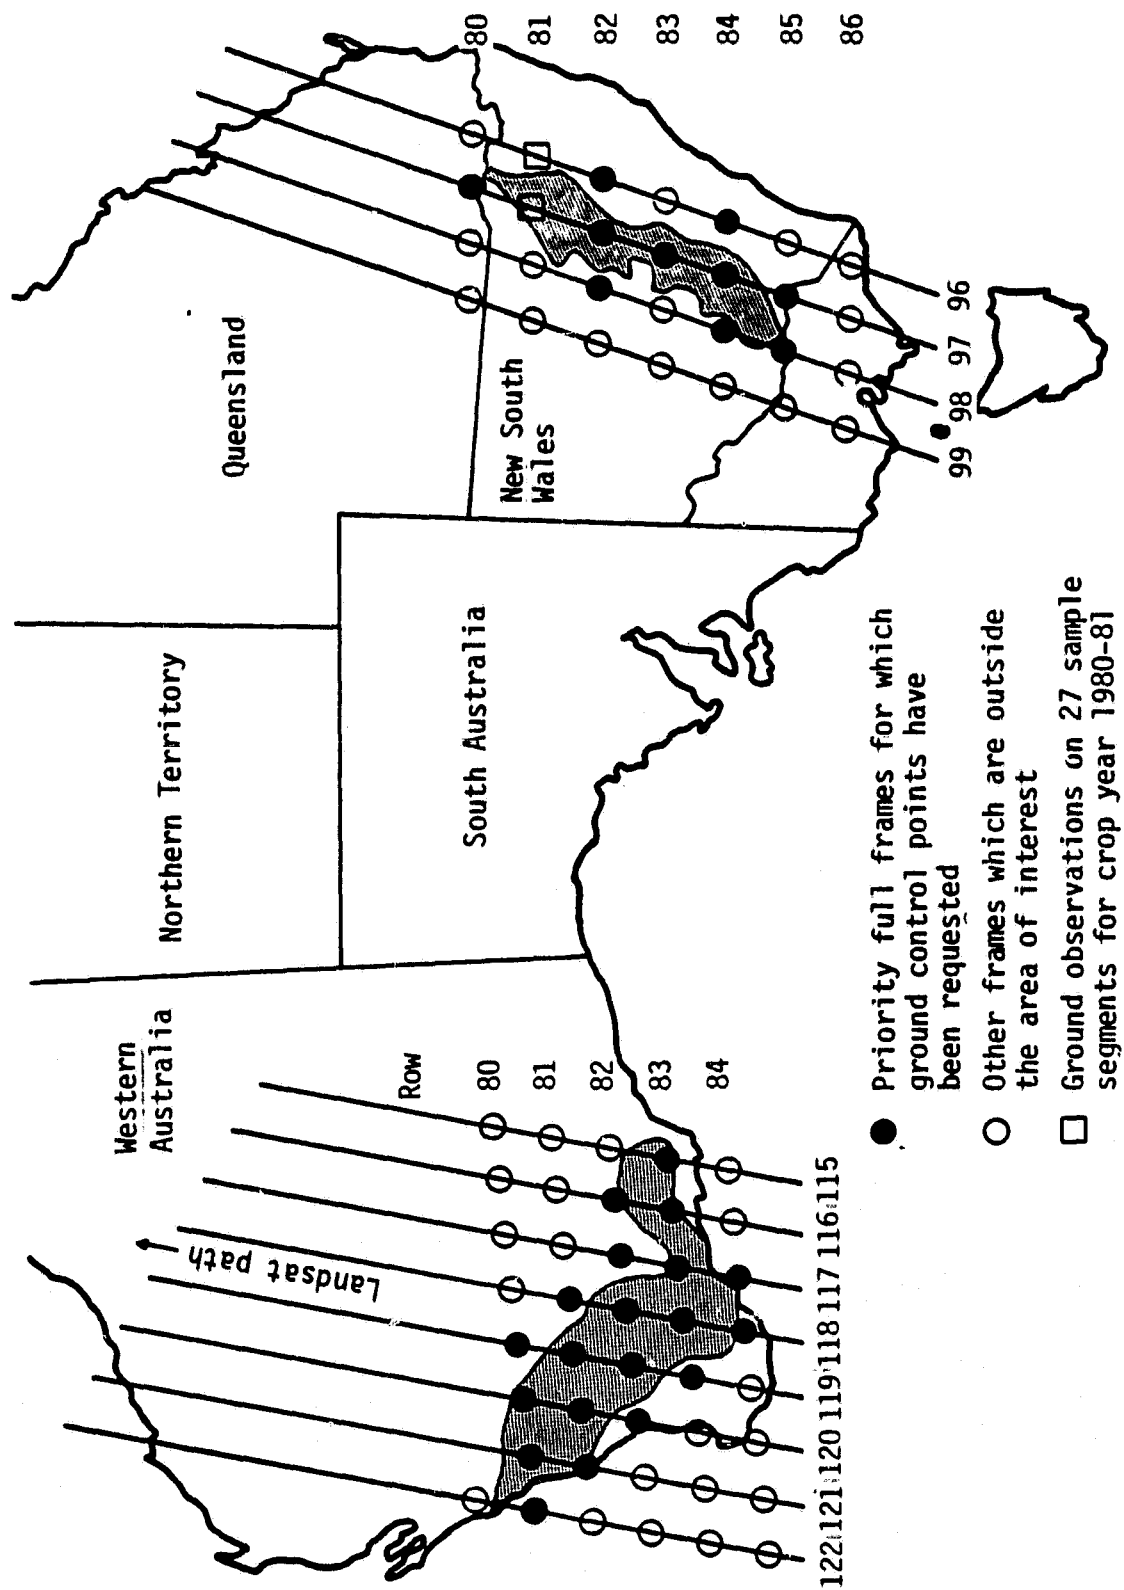 Western
Australia
Northern Territory
Queensland
Landsat path
South Australia
New South
Wales
Row
80
81
82
83
84
80
81
82
83
84
85
86
122
121
120
119
118
117
116
115
99
98
97
96
Priority full frames for which
ground control points have
been requested
Other frames which are outside
the area of interest
Ground observations on 27 sample
segments for crop year 1980-81